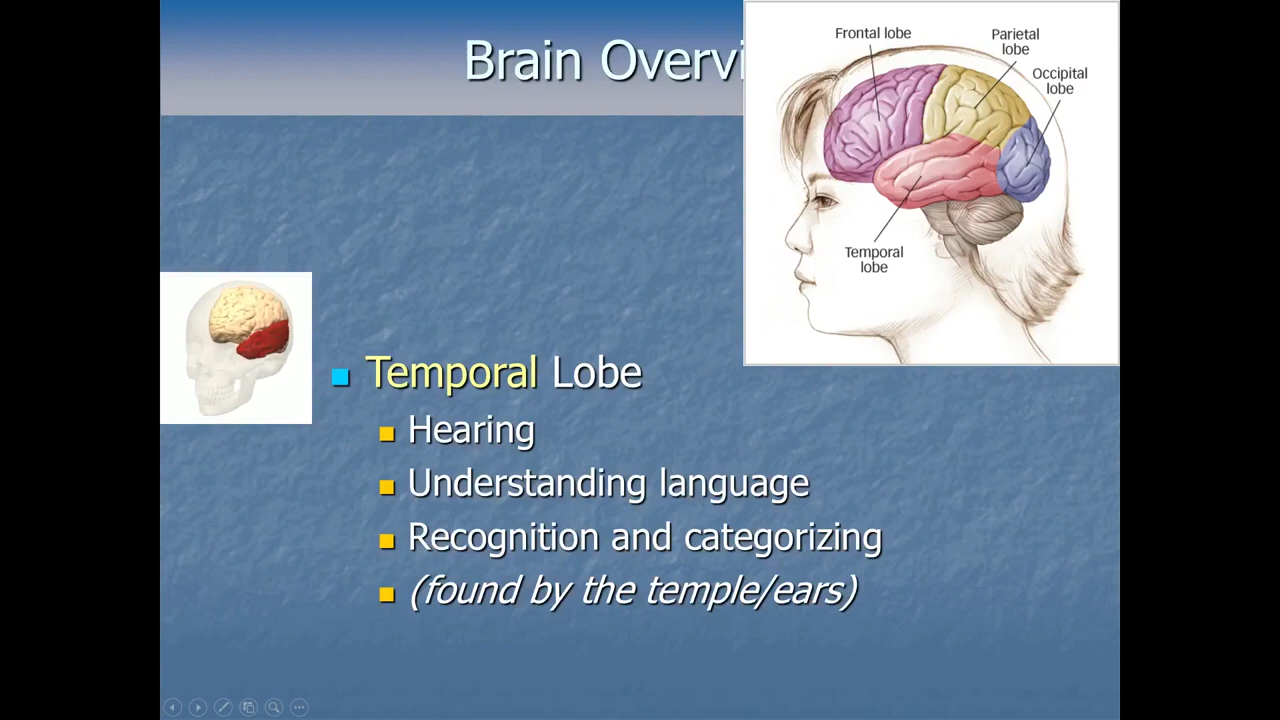 Brain Overvi
Frontal lobe
Parietal
lobe
Occipital
lobe
Temporal
lobe
Temporal Lobe
Hearing
Understanding language
Recognition and categorizing
(found by the temple/ears)